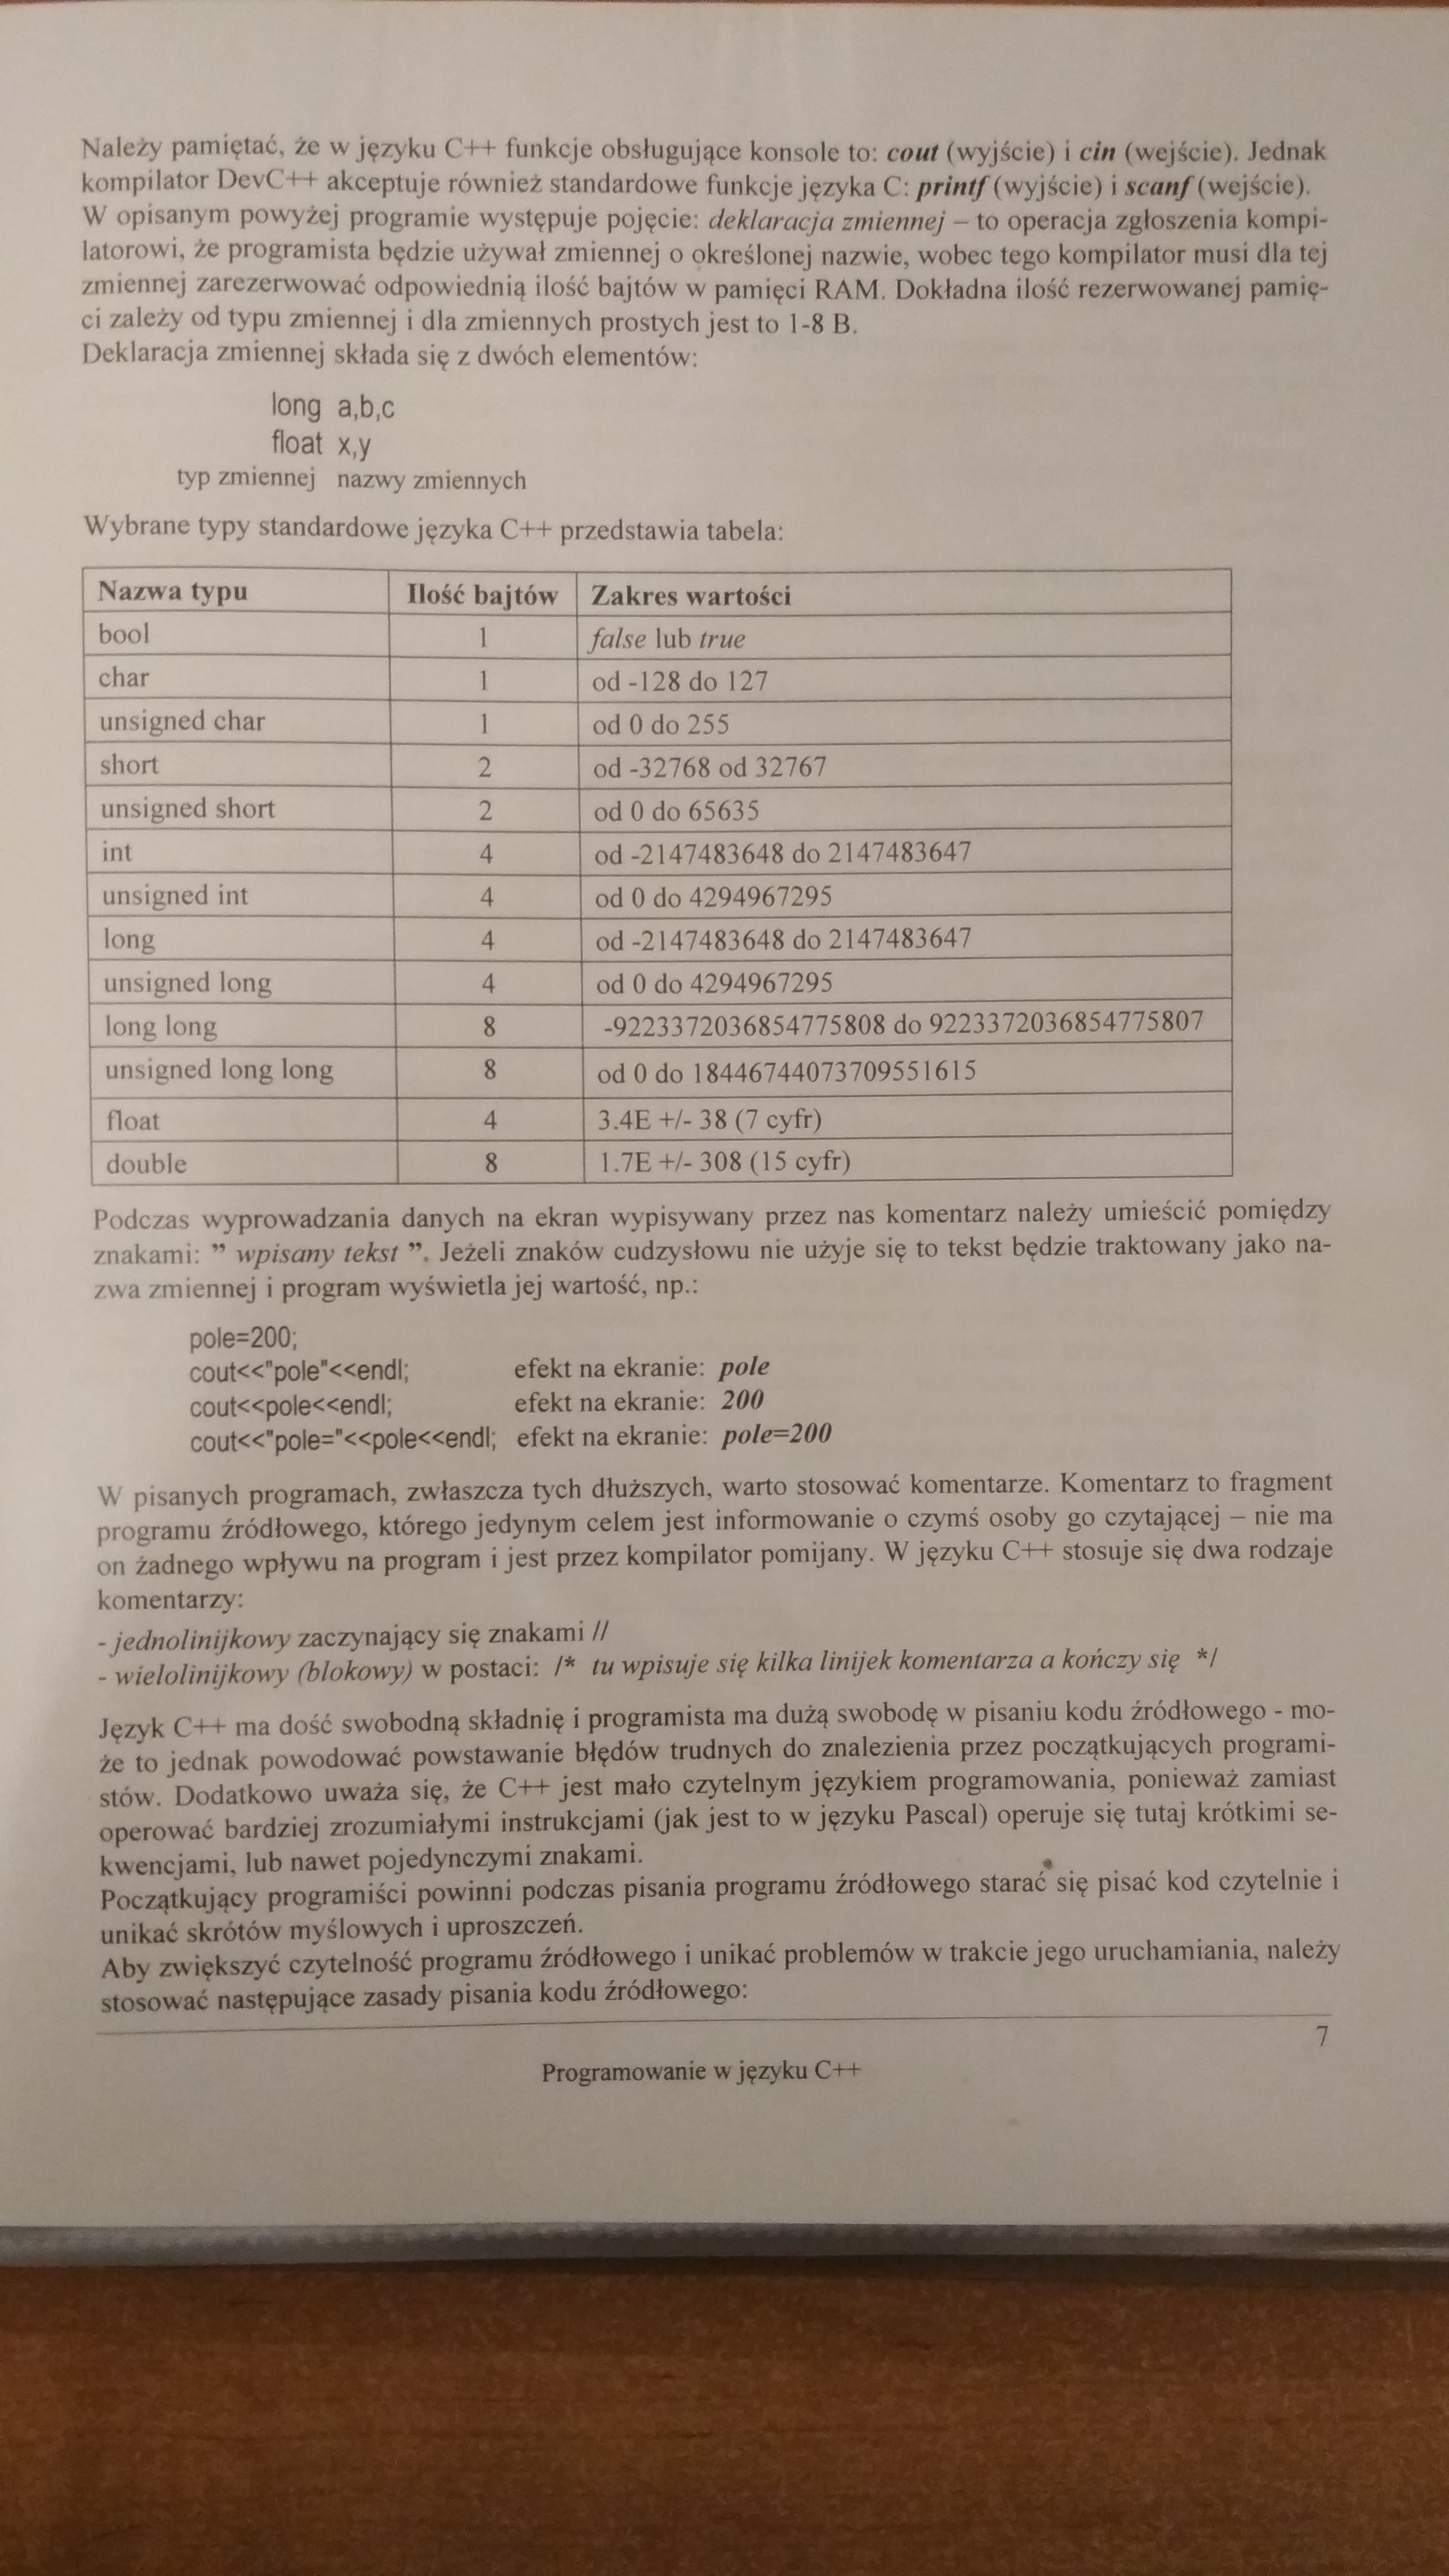 Należy pamiętać, że w języku C++ funkcje obsługujące konsole to: cout (wyjście) i cin (wejście). Jednak
kompilator DevC++ akceptuje również standardowe funkcje języka C: printf (wyjście) i scanf (wejście).
W opisanym powyżej programie występuje pojęcie: deklaracja zmiennej – to operacja zgłoszenia kompi-
latorowi, że programista będzie używał zmiennej o określonej nazwie, wobec tego kompilator musi dla tej
zmiennej zarezerwować odpowiednią ilość bajtów w pamięci RAM. Dokładna ilość rezerwowanej pamię-
ci zależy od typu zmiennej i dla zmiennych prostych jest to 1-8 B.
Deklaracja zmiennej składa się z dwóch elementów:
long a,b,c
float x,y
typ zmiennej nazwy zmiennych
Wybrane typy standardowe języka C++ przedstawia tabela:
Nazwa typu Ilość bajtów Zakres wartości
bool 1 false lub true
char 1 od -128 do 127
unsigned char 1 od 0 do 255
short 2 od -32768 od 32767
unsigned short 2 od 0 do 65635
int 4 od -2147483648 do 2147483647
unsigned int 4 od 0 do 4294967295
long 4 od -2147483648 do 2147483647
unsigned long 4 od 0 do 4294967295
long long 8 -9223372036854775808 do 9223372036854775807
unsigned long long 8 od 0 do 18446744073709551615
float 4 3.4E +/- 38 (7 cyfr)
double 8 1.7E +/- 308 (15 cyfr)
Podczas wyprowadzania danych na ekran wypisywany przez nas komentarz należy umieścić pomiędzy
znakami: ” wpisany tekst ”. Jeżeli znaków cudzysłowu nie użyje się to tekst będzie traktowany jako na-
zwa zmiennej i program wyświetla jej wartość, np.:
pole=200;
cout<<"pole"<<endl; efekt na ekranie: pole
cout<<pole<<endl; efekt na ekranie: 200
cout<<"pole="<<pole<<endl; efekt na ekranie: pole=200
W pisanych programach, zwłaszcza tych dłuższych, warto stosować komentarze. Komentarz to fragment
programu źródłowego, którego jedynym celem jest informowanie o czymś osoby go czytającej – nie ma
on żadnego wpływu na program i jest przez kompilator pomijany. W języku C++ stosuje się dwa rodzaje
komentarzy:
- jednolinijkowy zaczynający się znakami //
- wielolinijkowy (blokowy) w postaci: /* tu wpisuje się kilka linijek komentarza a kończy się */
Język C++ ma dość swobodną składnię i programista ma dużą swobodę w pisaniu kodu źródłowego - mo-
że to jednak powodować powstawanie błędów trudnych do znalezienia przez początkujących programi-
stów. Dodatkowo uważa się, że C++ jest mało czytelnym językiem programowania, ponieważ zamiast
operować bardziej zrozumiałymi instrukcjami (jak jest to w języku Pascal) operuje się tutaj krótkimi se-
kwencjami, lub nawet pojedynczymi znakami.
Początkujący programiści powinni podczas pisania programu źródłowego starać się pisać kod czytelnie i
unikać skrótów myślowych i uproszczeń.
Aby zwiększyć czytelność programu źródłowego i unikać problemów w trakcie jego uruchamiania, należy
stosować następujące zasady pisania kodu źródłowego:
7
Programowanie w języku C++